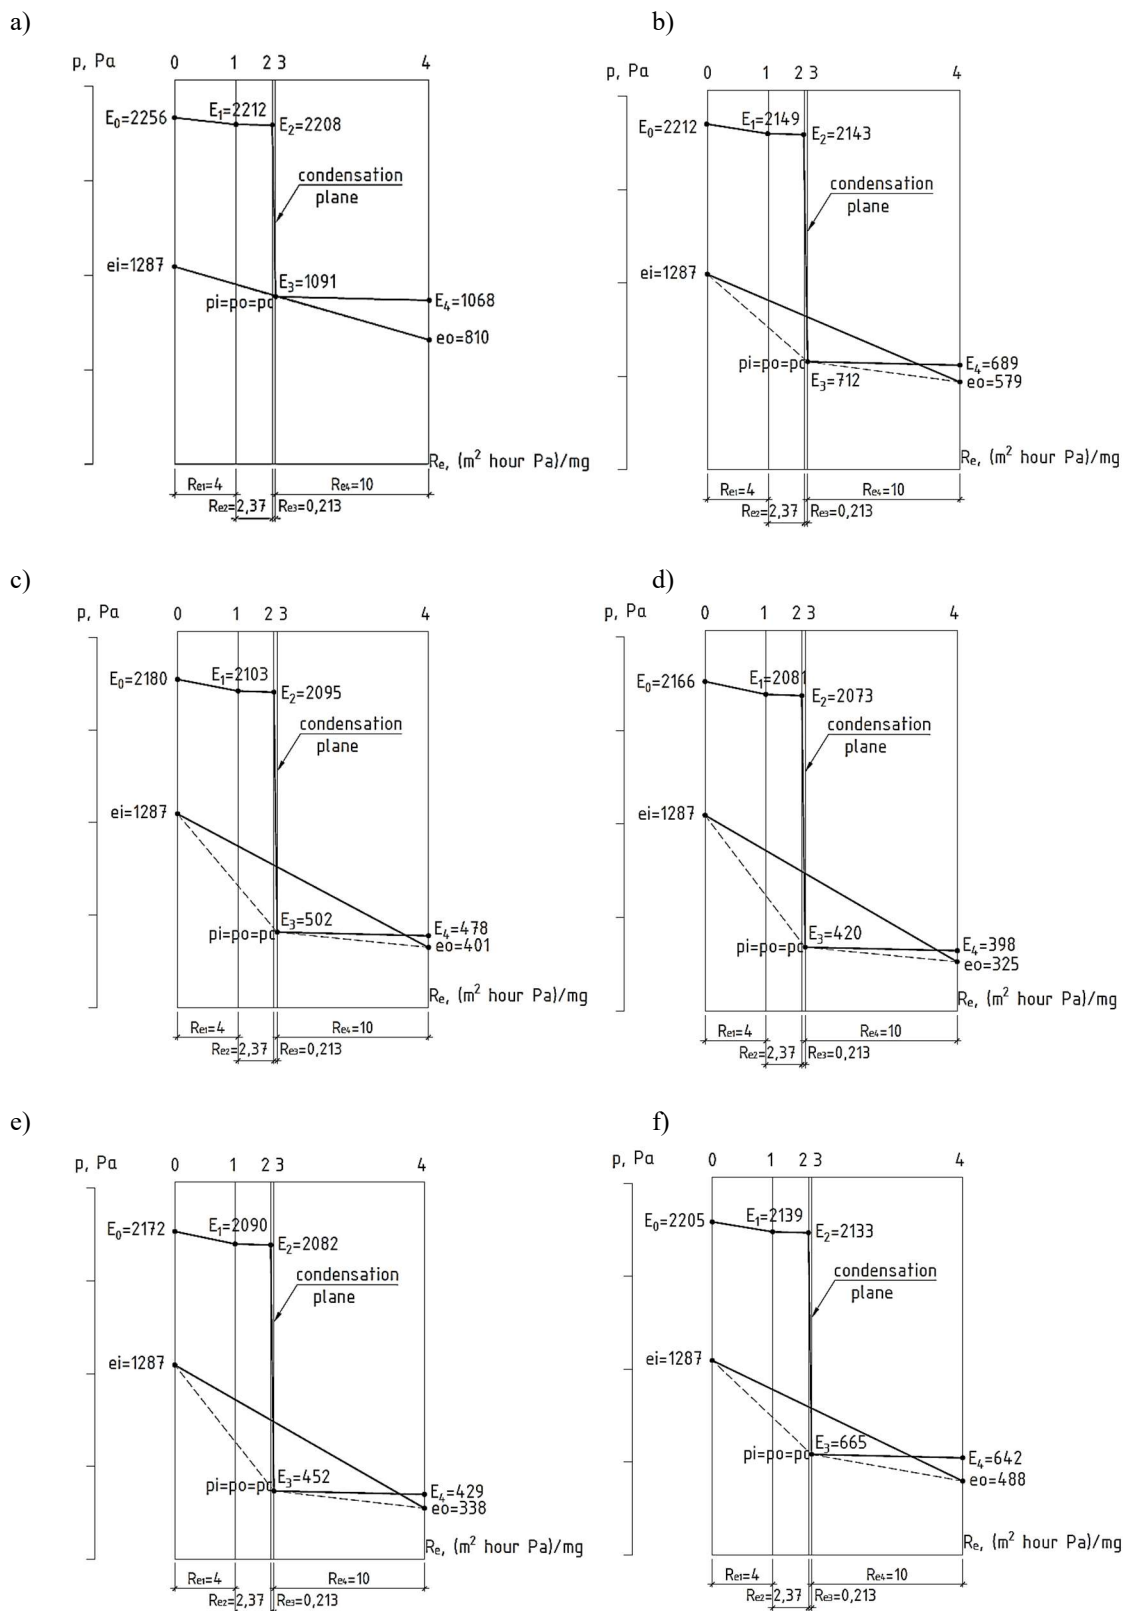 a)
p, Pa 0 1 2 3 4
E₀=2256
E₁=2212
E₂=2208
condensation
plane
ei=1287
E₃=1091
pi=po=pc
E₄=1068
eo=810
Rₑ, (m² hour Pa)/mg
Re1=4
Re4=10
Re2=2,37
Re3=0,213
b)
p, Pa 0 1 2 3 4
E₀=2212
E₁=2149
E₂=2143
condensation
plane
ei=1287
pi=po=pc
E₃=712
E₄=689
eo=579
Rₑ, (m² hour Pa)/mg
Re1=4
Re4=10
Re2=2,37
Re3=0,213
c)
p, Pa 0 1 2 3 4
E₀=2180
E₁=2103
E₂=2095
condensation
plane
ei=1287
E₃=502
pi=po=pc
E₄=478
eo=401
Rₑ, (m² hour Pa)/mg
Re1=4
Re4=10
Re2=2,37
Re3=0,213
d)
p, Pa 0 1 2 3 4
E₀=2166
E₁=2081
E₂=2073
condensation
plane
ei=1287
E₃=420
pi=po=pc
E₄=398
eo=325
Rₑ, (m² hour Pa)/mg
Re1=4
Re4=10
Re2=2,37
Re3=0,213
e)
p, Pa 0 1 2 3 4
E₀=2172
E₁=2090
E₂=2082
condensation
plane
ei=1287
E₃=452
pi=po=pc
E₄=429
eo=338
Rₑ, (m² hour Pa)/mg
Re1=4
Re4=10
Re2=2,37
Re3=0,213
f)
p, Pa 0 1 2 3 4
E₀=2205
E₁=2139
E₂=2133
condensation
plane
ei=1287
E₃=665
pi=po=pc
E₄=642
eo=488
Rₑ, (m² hour Pa)/mg
Re1=4
Re4=10
Re2=2,37
Re3=0,213